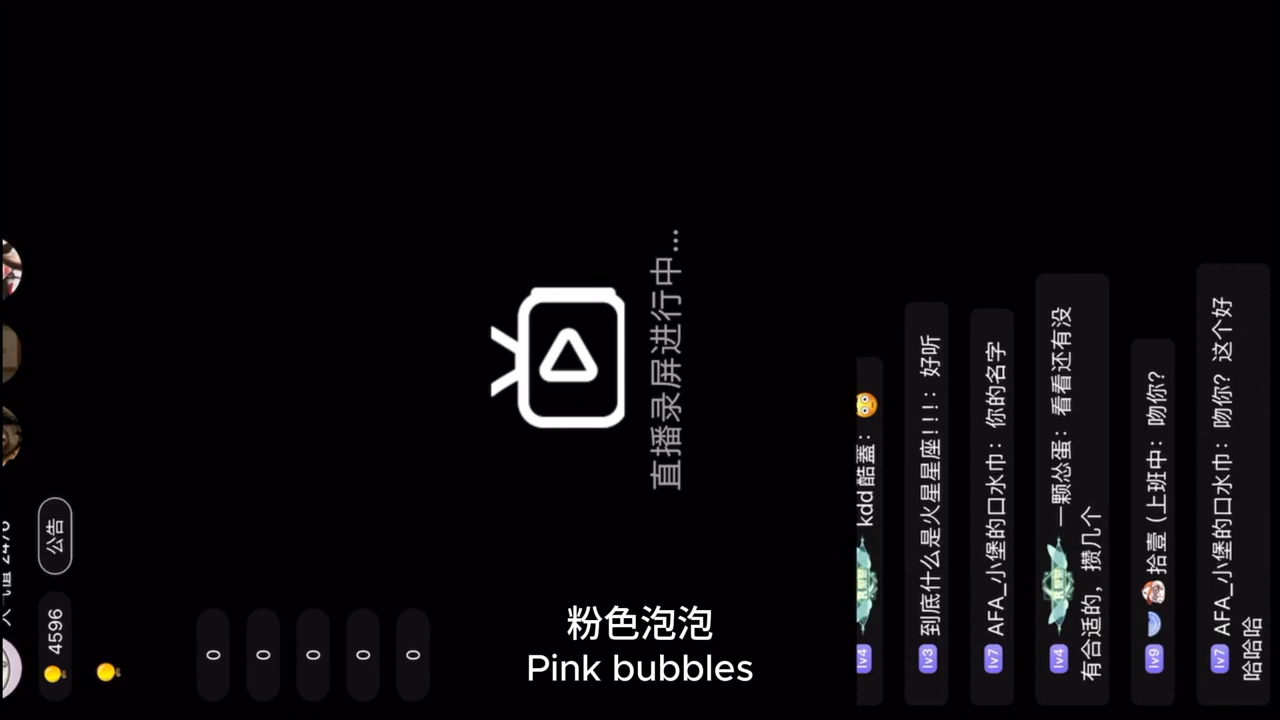 公告
4596
0
0
0
0
0
直播录屏进行中...
lv4 kdd酷蓋：
lv3 到底什么是火星星座!!!：好听
lv7 AFA_小堡的口水巾：你的名字
lv4 一颗怂蛋：看看还有没
有合适的，攒几个
lv9 拾壹（上班中：吻你?
lv7 AFA_小堡的口水巾：吻你? 这个好
哈哈哈
粉色泡泡
Pink bubbles